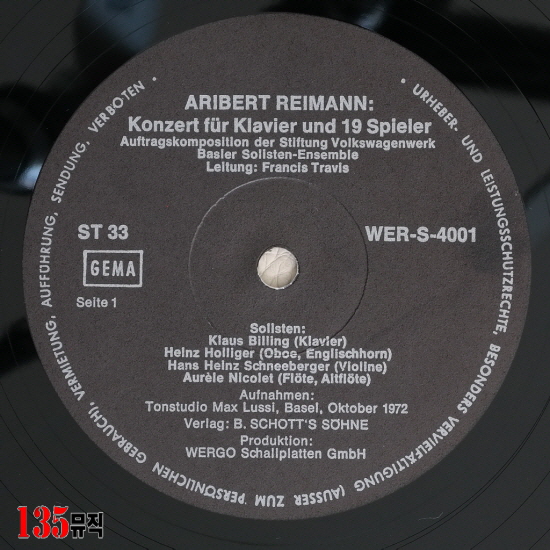 ARIBERT REIMANN:
Konzert für Klavier und 19 Spieler
Auftragskomposition der Stiftung Volkswagenwerk
Basler Solisten-Ensemble
Leitung: Francis Travis
ST 33
WER-S-4001
GEMA
Seite 1
Solisten:
Klaus Billing (Klavier)
Heinz Holliger (Oboe, Englischhorn)
Hans Heinz Schneeberger (Violine)
Aurèle Nicolet (Flöte, Altflöte)
Aufnahmen:
Tonstudio Max Lussi, Basel, Oktober 1972
Verlag: B. SCHOTT'S SÖHNE
Produktion:
WERGO Schallplatten GmbH
• URHEBER- UND LEISTUNGSSCHUTZRECHTE, BESONDERS VERVIELFÄLTIGUNG (AUSSER ZUM PERSÖNLICHEN GEBRAUCH), VERMIETUNG, AUFFÜHRUNG, SENDUNG, VERBOTEN •
135뮤직